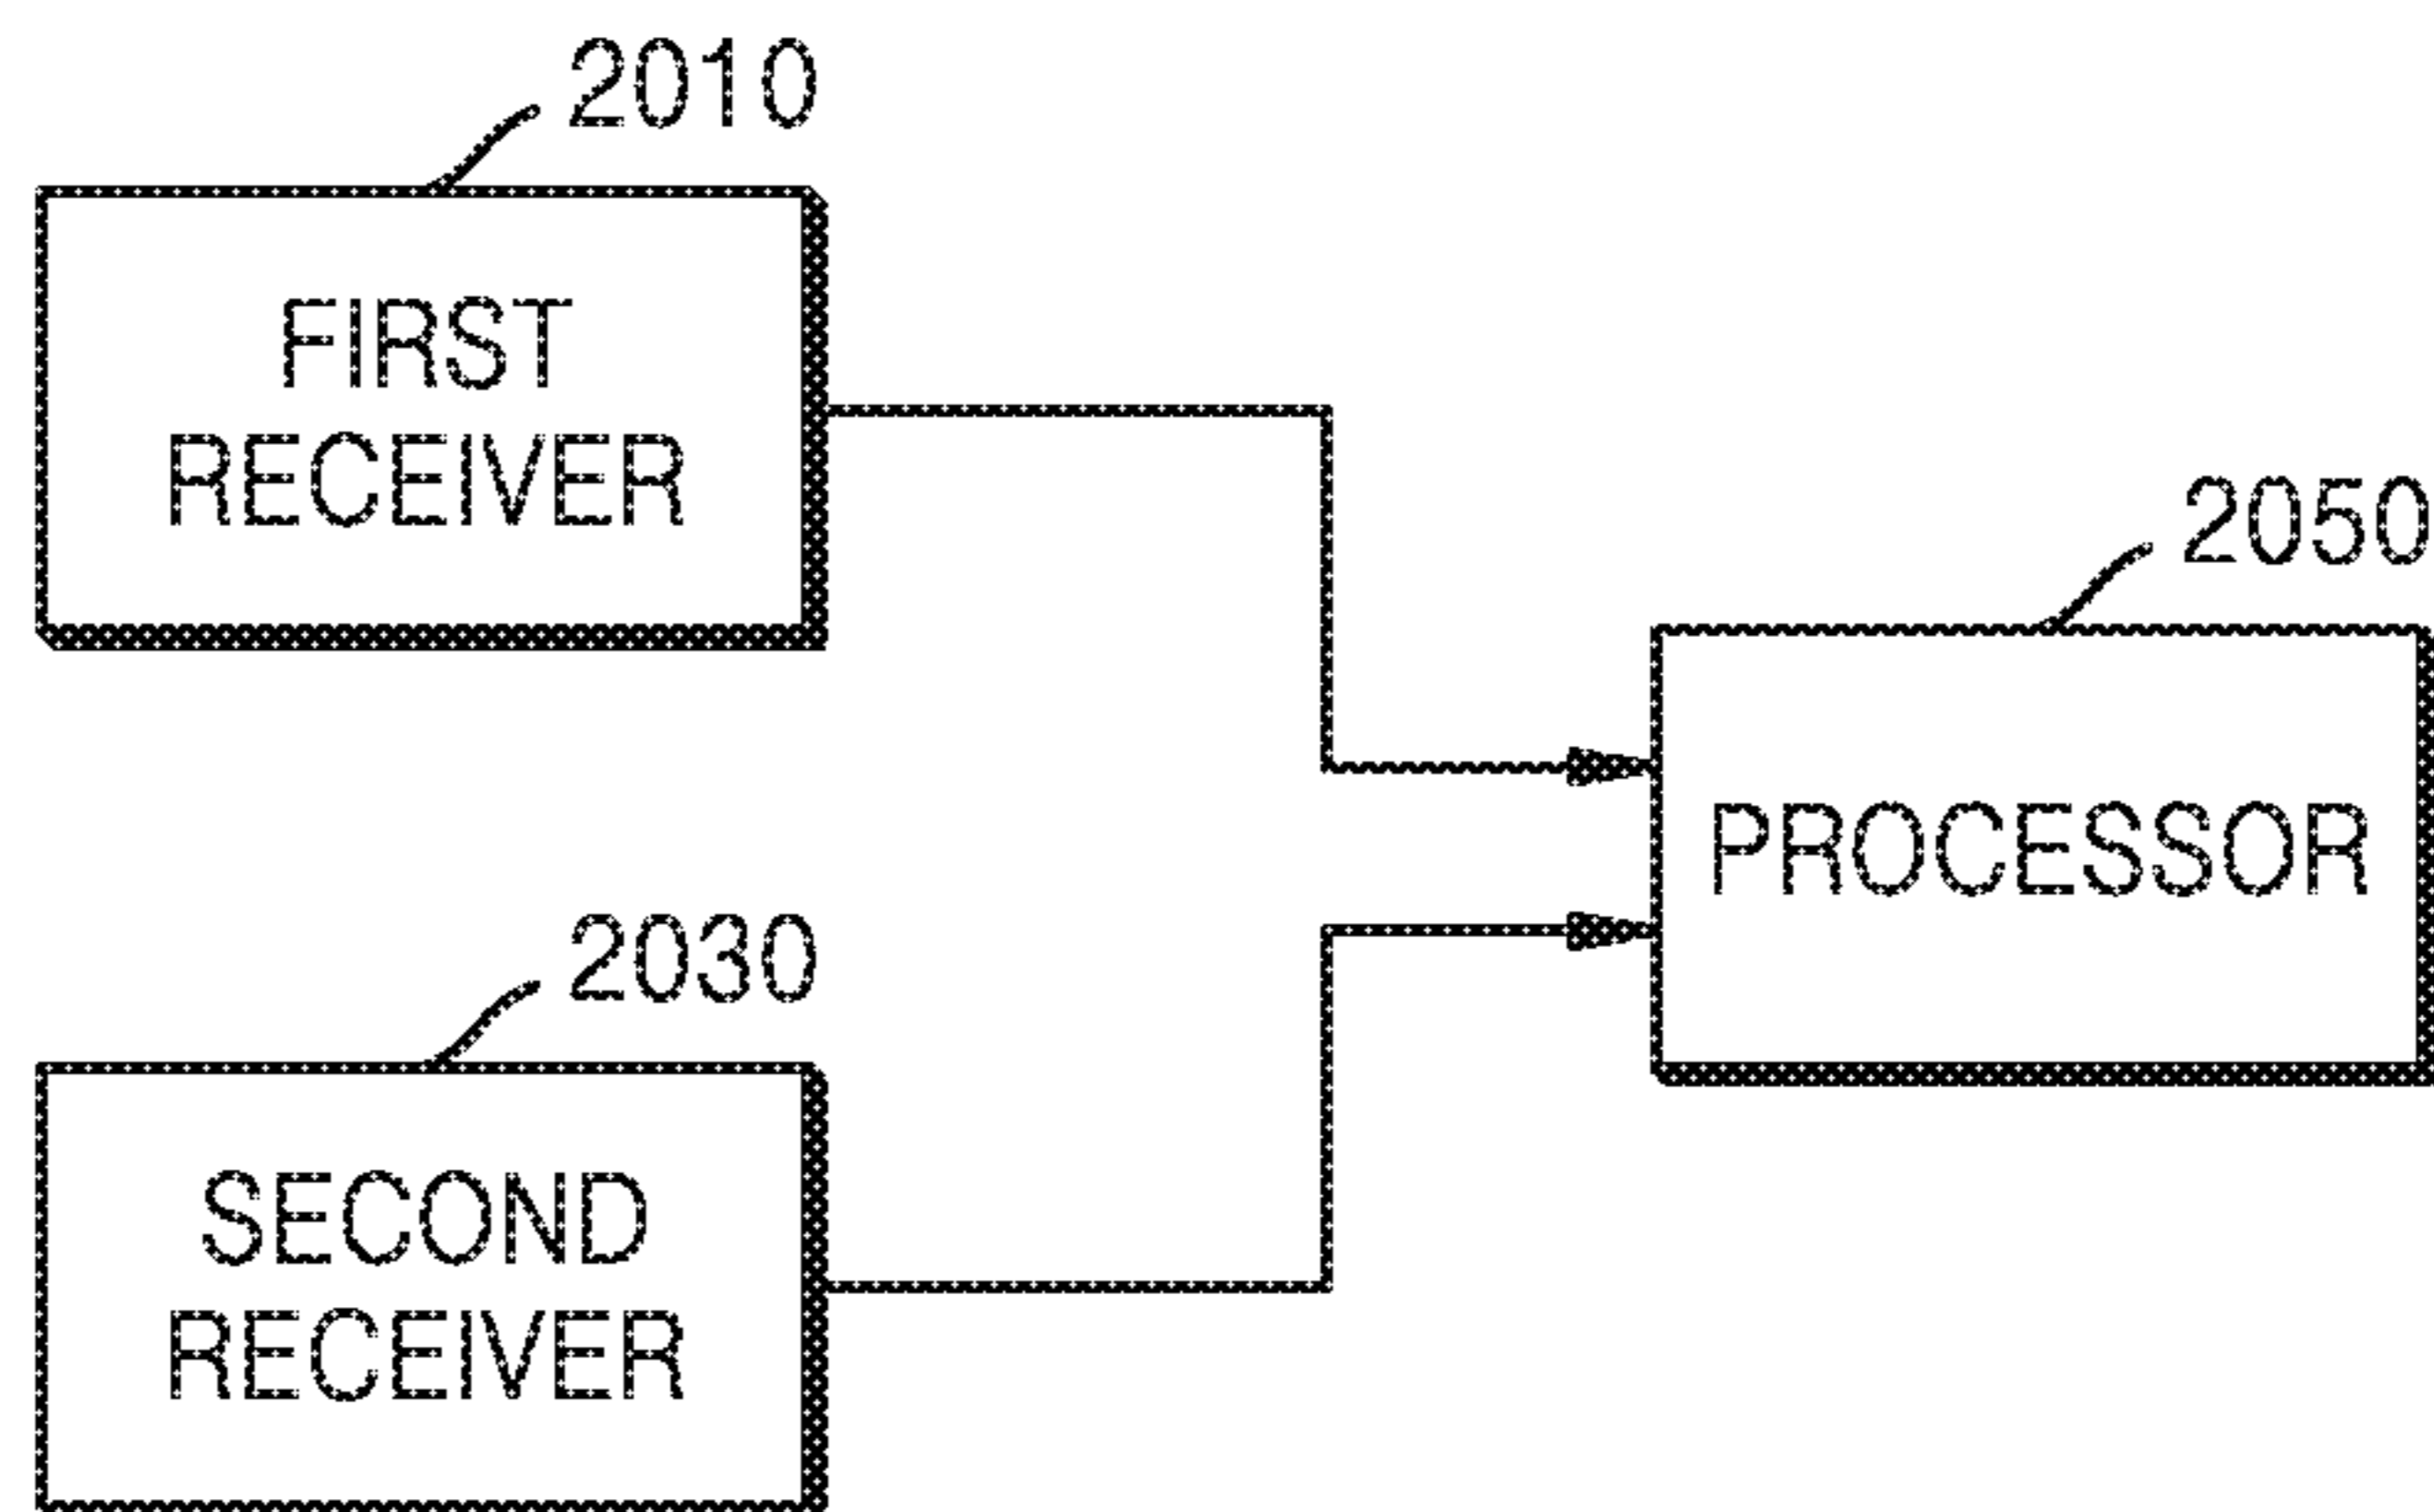 2010
FIRST
RECEIVER
2050
PROCESSOR
2030
SECOND
RECEIVER